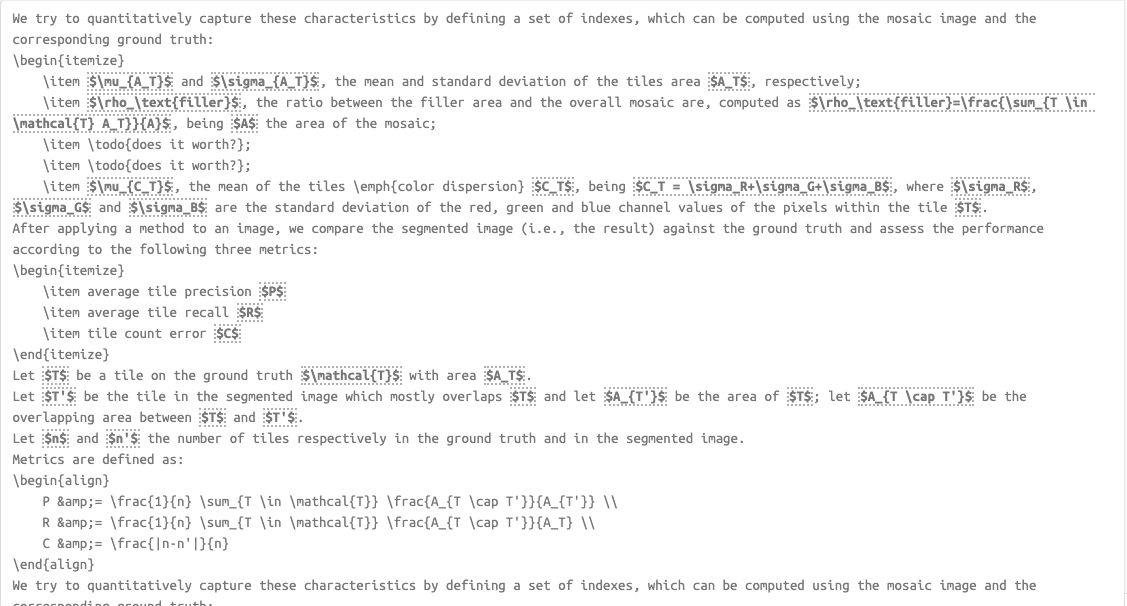 We try to quantitatively capture these characteristics by defining a set of indexes, which can be computed using the mosaic image and the
corresponding ground truth:
\begin{itemize}
\item $\mu_{A_T}$ and $\sigma_{A_T}$, the mean and standard deviation of the tiles area $A_T$, respectively;
\item $\rho_\text{filler}$, the ratio between the filler area and the overall mosaic are, computed as $\rho_\text{filler}=\frac{\sum_{T \in
\mathcal{T} A_T}}{A}$, being $A$ the area of the mosaic;
\item \todo{does it worth?};
\item \todo{does it worth?};
\item $\mu_{C_T}$, the mean of the tiles \emph{color dispersion} $C_T$, being $C_T = \sigma_R+\sigma_G+\sigma_B$, where $\sigma_R$,
$\sigma_G$ and $\sigma_B$ are the standard deviation of the red, green and blue channel values of the pixels within the tile $T$.
After applying a method to an image, we compare the segmented image (i.e., the result) against the ground truth and assess the performance
according to the following three metrics:
\begin{itemize}
\item average tile precision $P$
\item average tile recall $R$
\item tile count error $C$
\end{itemize}
Let $T$ be a tile on the ground truth $\mathcal{T}$ with area $A_T$.
Let $T'$ be the tile in the segmented image which mostly overlaps $T$ and let $A_{T'}$ be the area of $T$; let $A_{T \cap T'}$ be the
overlapping area between $T$ and $T'$.
Let $n$ and $n'$ the number of tiles respectively in the ground truth and in the segmented image.
Metrics are defined as:
\begin{align}
P &amp;= \frac{1}{n} \sum_{T \in \mathcal{T}} \frac{A_{T \cap T'}}{A_{T'}} \\
R &amp;= \frac{1}{n} \sum_{T \in \mathcal{T}} \frac{A_{T \cap T'}}{A_T} \\
C &amp;= \frac{|n-n'|}{n}
\end{align}
We try to quantitatively capture these characteristics by defining a set of indexes, which can be computed using the mosaic image and the
corresponding ground truth: